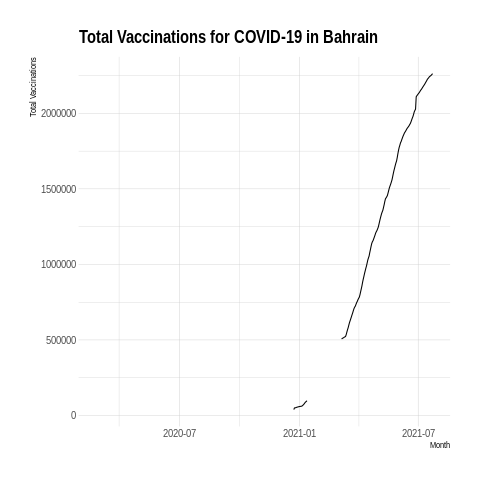 Total Vaccinations for COVID-19 in Bahrain
Total Vaccinations
2000000
1500000
1000000
500000
0
2020-07
2021-01
2021-07
Month